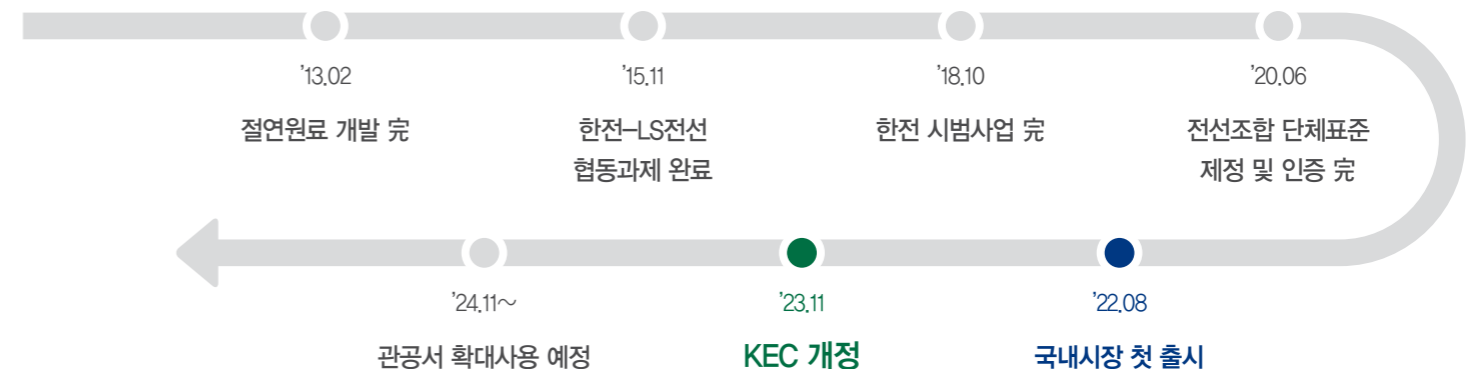 '13.02
절연원료 개발 完
'15.11
한전-LS전선
협동과제 완료
'18.10
한전 시범사업 完
'20.06
전선조합 단체표준
제정 및 인증 完
'22.08
국내시장 첫 출시
'23.11
KEC 개정
'24.11~
관공서 확대사용 예정